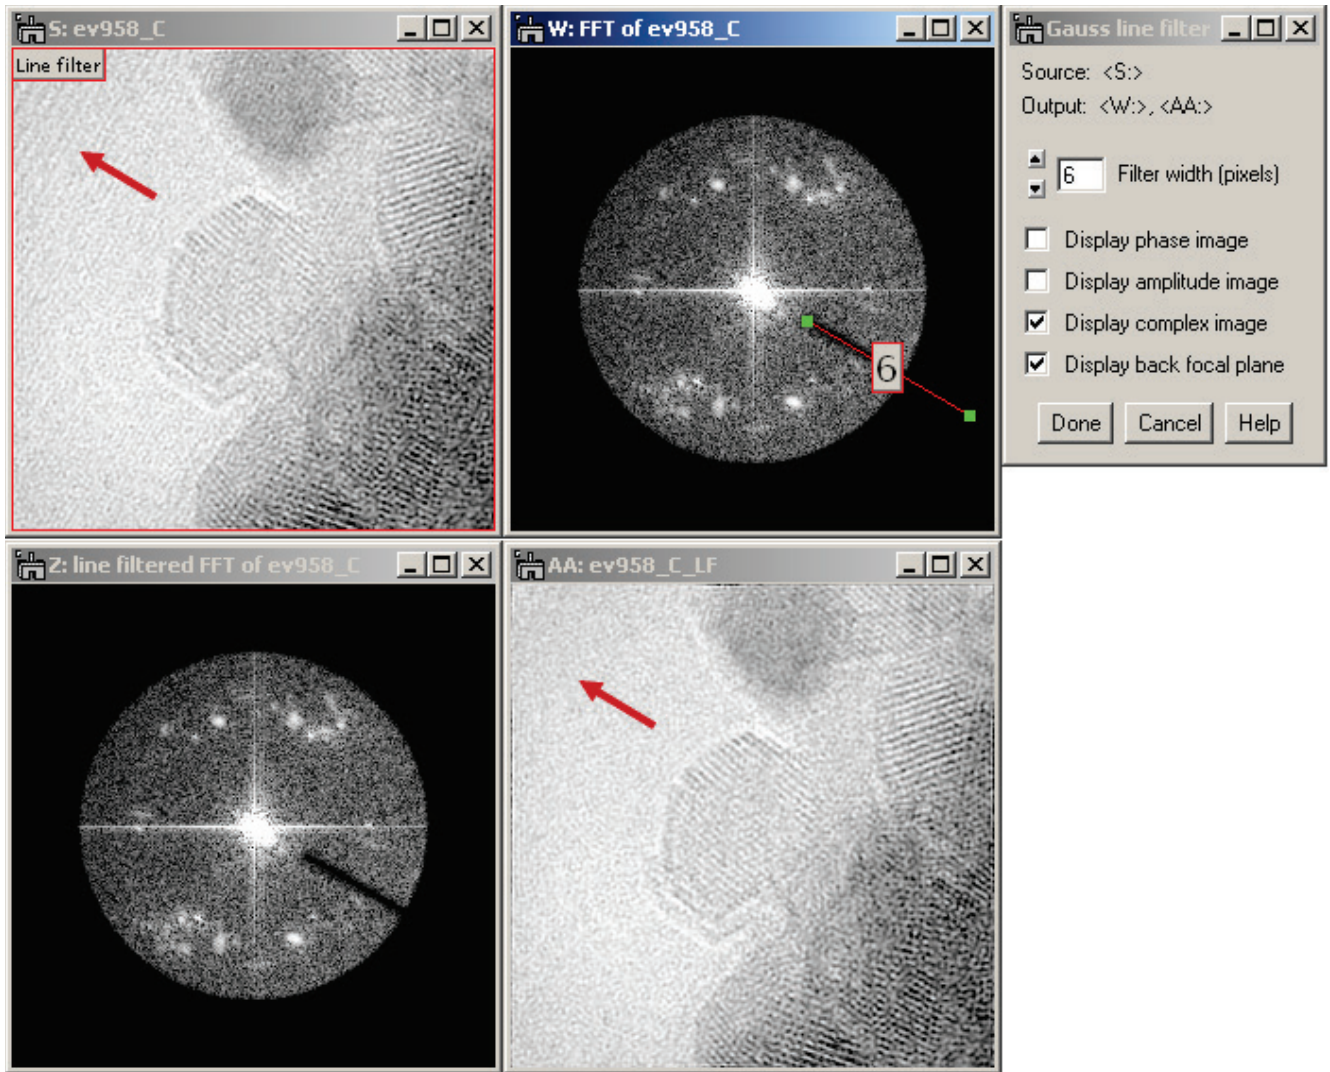 S: ev958_C
Line filter
W: FFT of ev958_C
6
Gauss line filter
Source: <S:>
Output: <W:>, <AA:>
6 Filter width (pixels)
Display phase image
Display amplitude image
Display complex image
Display back focal plane
Done Cancel Help
Z: line filtered FFT of ev958_C
AA: ev958_C_LF